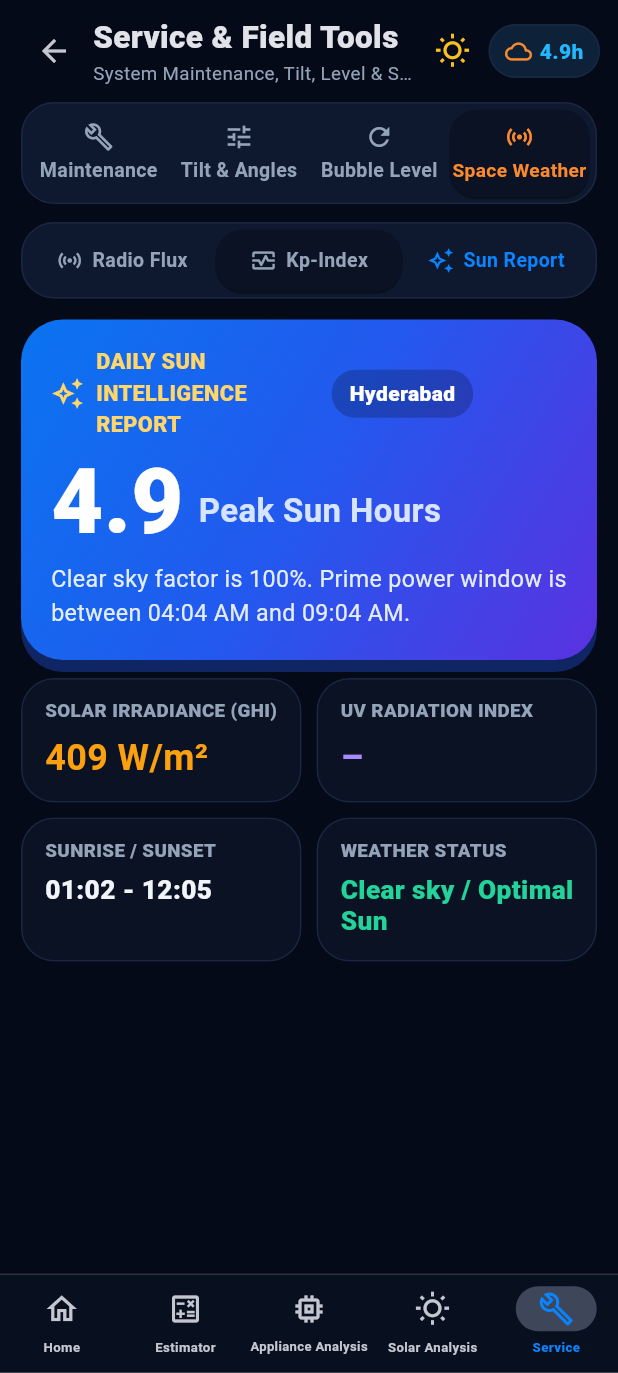 Service & Field Tools
System Maintenance, Tilt, Level & S...
4.9h
Maintenance
Tilt & Angles
Bubble Level
Space Weather
Radio Flux
Kp-Index
Sun Report
DAILY SUN
INTELLIGENCE
REPORT
Hyderabad
4.9 Peak Sun Hours
Clear sky factor is 100%. Prime power window is
between 04:04 AM and 09:04 AM.
SOLAR IRRADIANCE (GHI)
409 W/m²
UV RADIATION INDEX
–
SUNRISE / SUNSET
01:02 - 12:05
WEATHER STATUS
Clear sky / Optimal
Sun
Home
Estimator
Appliance Analysis
Solar Analysis
Service